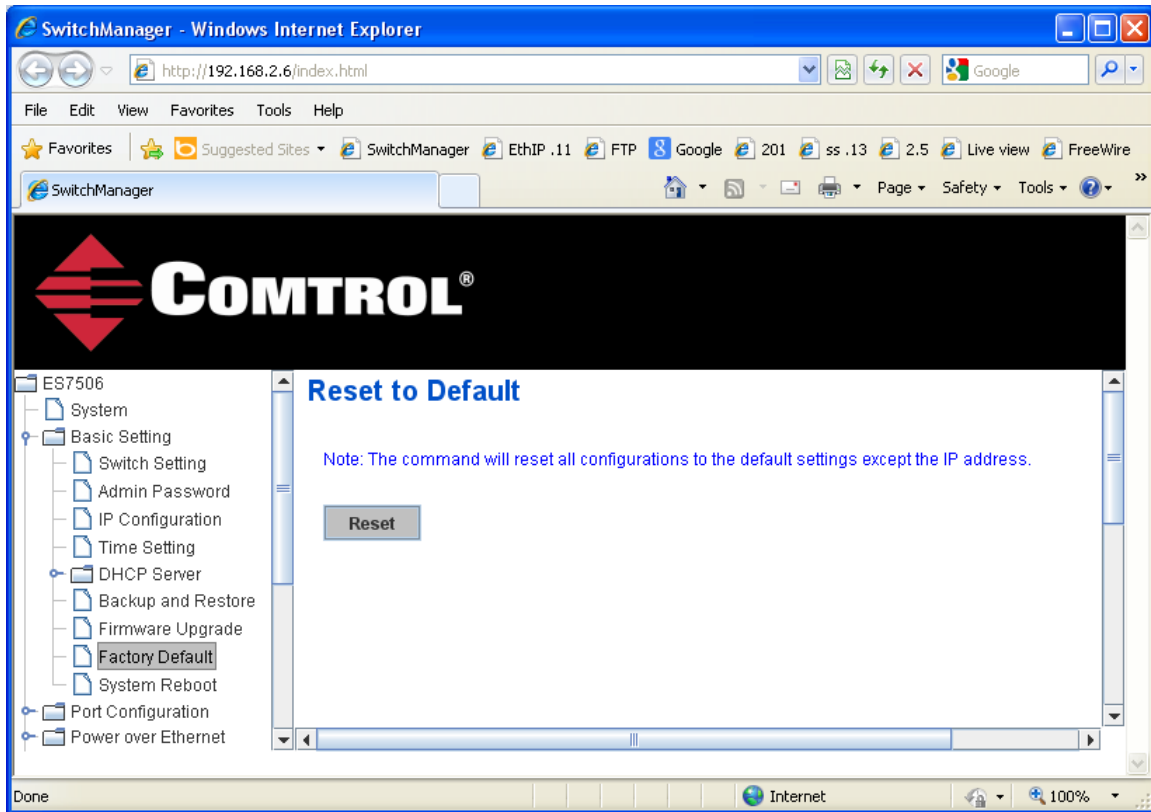 SwitchManager - Windows Internet Explorer
http://192.168.2.6/index.html
Google
File Edit View Favorites Tools Help
Favorites Suggested Sites SwitchManager EthIP .11 FTP Google 201 ss .13 2.5 Live view FreeWire
SwitchManager Page Safety Tools »
COMTROL®
ES7506
System
Basic Setting
Switch Setting
Admin Password
IP Configuration
Time Setting
DHCP Server
Backup and Restore
Firmware Upgrade
Factory Default
System Reboot
Port Configuration
Power over Ethernet
Reset to Default
Note: The command will reset all configurations to the default settings except the IP address.
Reset
Done Internet 100%